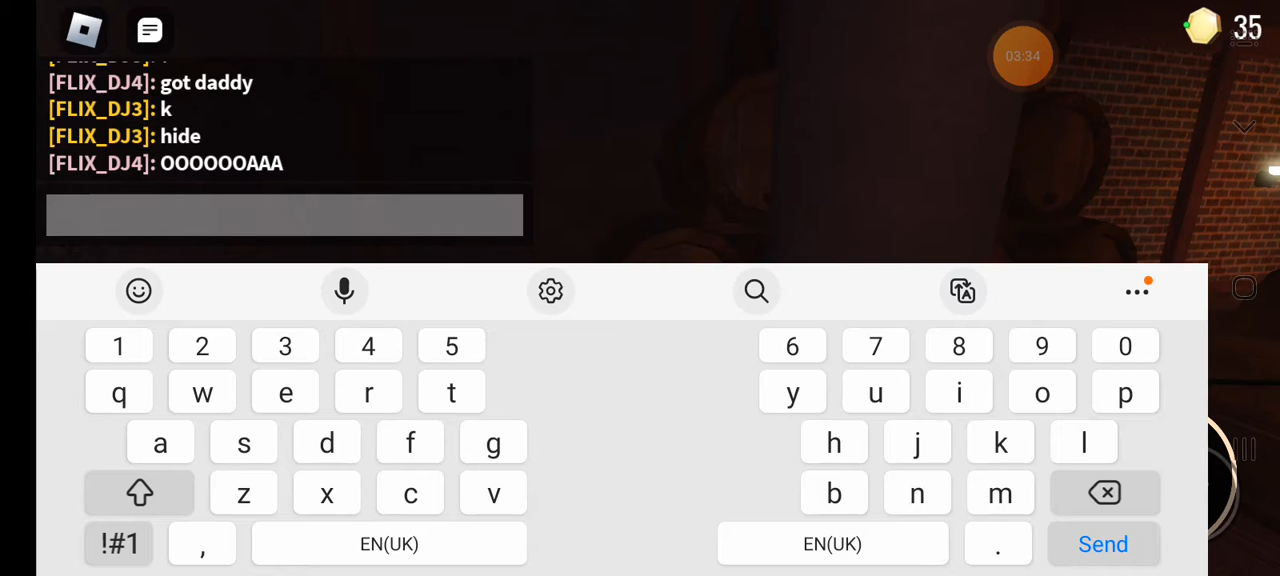 35
03:34
[FLIX_DJ4]: got daddy
[FLIX_DJ3]: k
[FLIX_DJ3]: hide
[FLIX_DJ4]: OOOOOOAAA
1 2 3 4 5 6 7 8 9 0
q w e r t y u i o p
a s d f g h j k l
z x c v b n m
!#1 , EN(UK) EN(UK) . Send